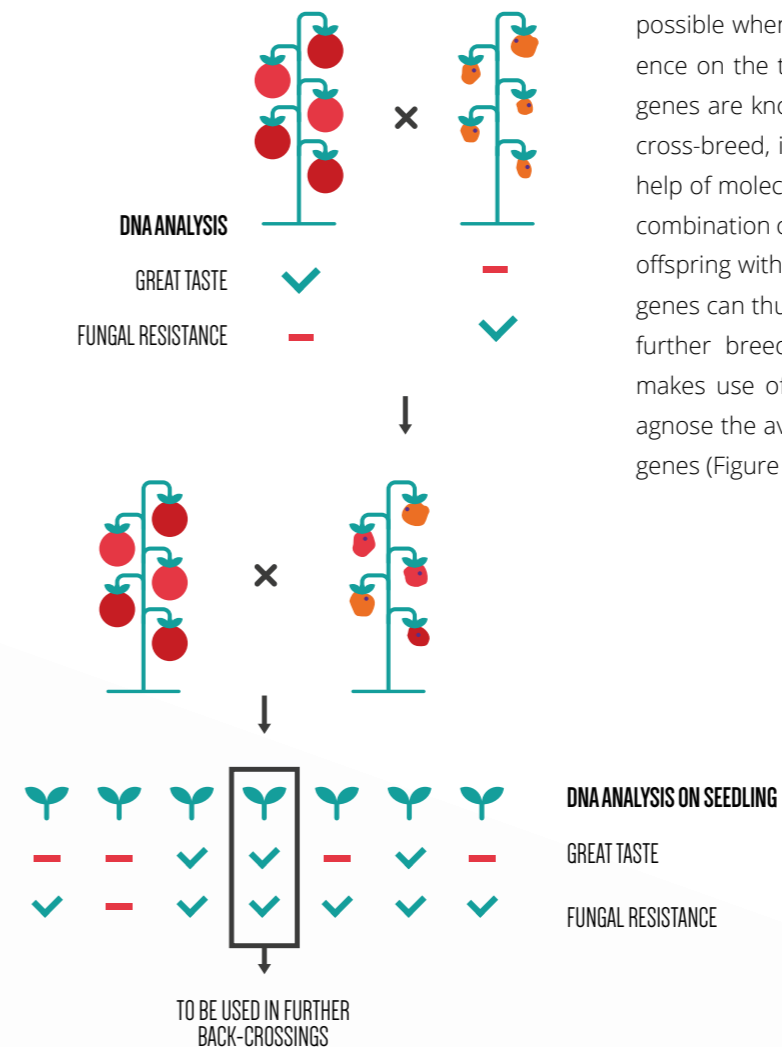 possible when
ence on the t
genes are kno
cross-breed, i
help of molec
combination o
offspring with
genes can thu
further breed
makes use of
agnose the av
genes (Figure
DNA ANALYSIS
GREAT TASTE
FUNGAL RESISTANCE
DNA ANALYSIS ON SEEDLING
GREAT TASTE
FUNGAL RESISTANCE
TO BE USED IN FURTHER
BACK-CROSSINGS